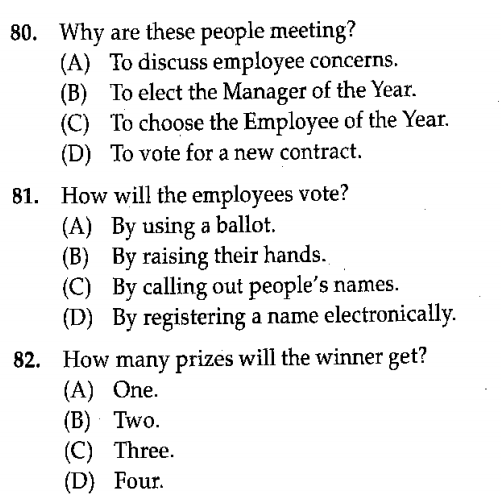 80. Why are these people meeting?
(A) To discuss employee concerns.
(B) To elect the Manager of the Year.
(C) To choose the Employee of the Year.
(D) To vote for a new contract.
81. How will the employees vote?
(A) By using a ballot.
(B) By raising their hands.
(C) By calling out people's names.
(D) By registering a name electronically.
82. How many prizes will the winner get?
(A) One.
(B) Two.
(C) Three.
(D) Four.